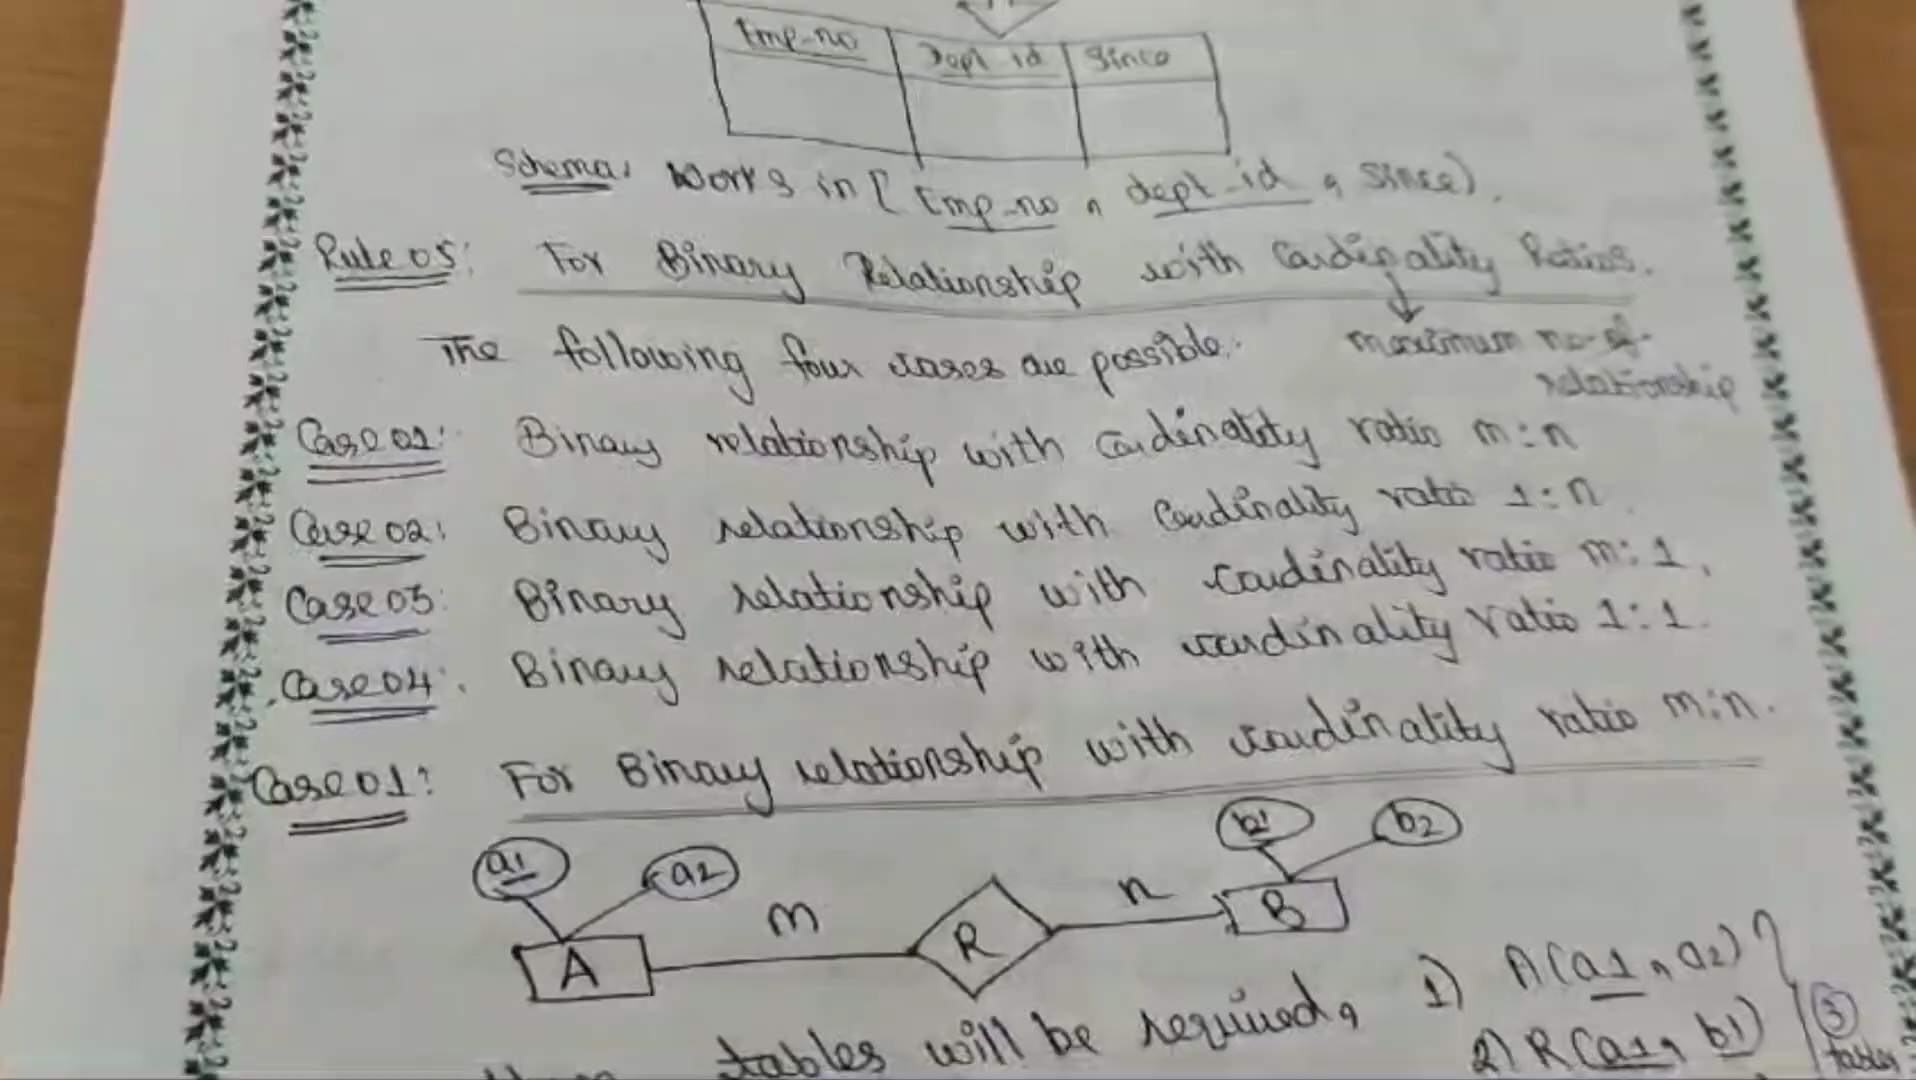 Emp-no Dept id Since
Schema: Works in [Emp-no, dept-id, since).
Rule 05: For Binary Relationship with Cardinality Ratios.
The following four cases are possible.
maximum no. of relationship
Case 01: Binary relationship with Cardinality ratio m:n
Case 02: Binary relationship with Cardinality ratio 1:n.
Case 03: Binary relationship with cardinality ratio m:1.
Case 04: Binary relationship with cardinality ratio 1:1.
Case 01: For Binary relationship with cardinality ratio m:n.
a1 a2 b1 b2
A m R n B
tables will be required, 1) A(a1, a2)
2) R(a1, b1)
3 tables